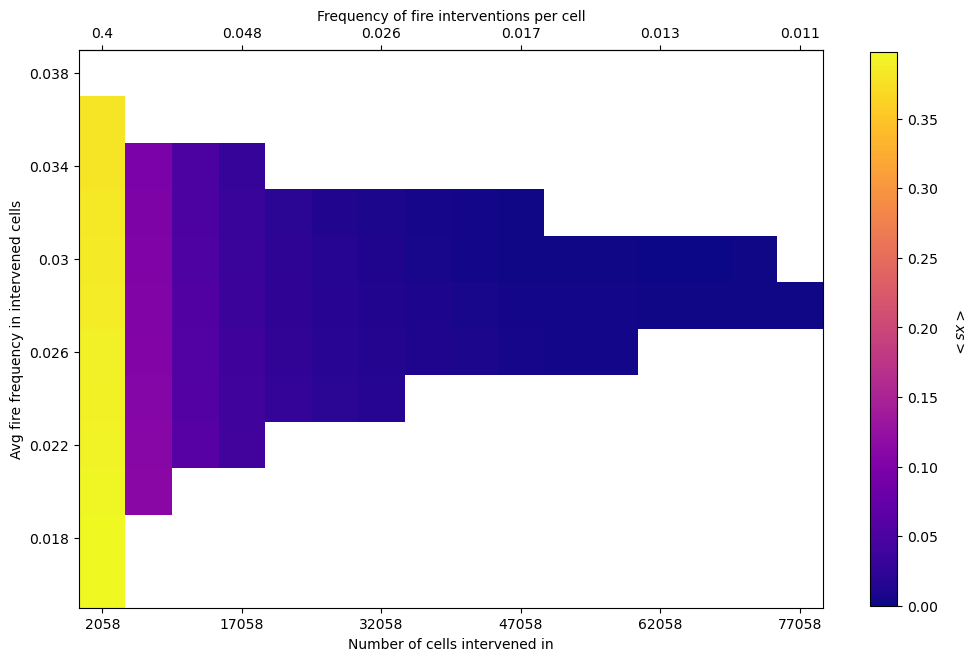 Frequency of fire interventions per cell
0.4 0.048 0.026 0.017 0.013 0.011
0.038
0.034
0.03
0.026
0.022
0.018
Avg fire frequency in intervened cells
2058 17058 32058 47058 62058 77058
Number of cells intervened in
0.35
0.30
0.25
0.20
0.15
0.10
0.05
0.00
< sx >